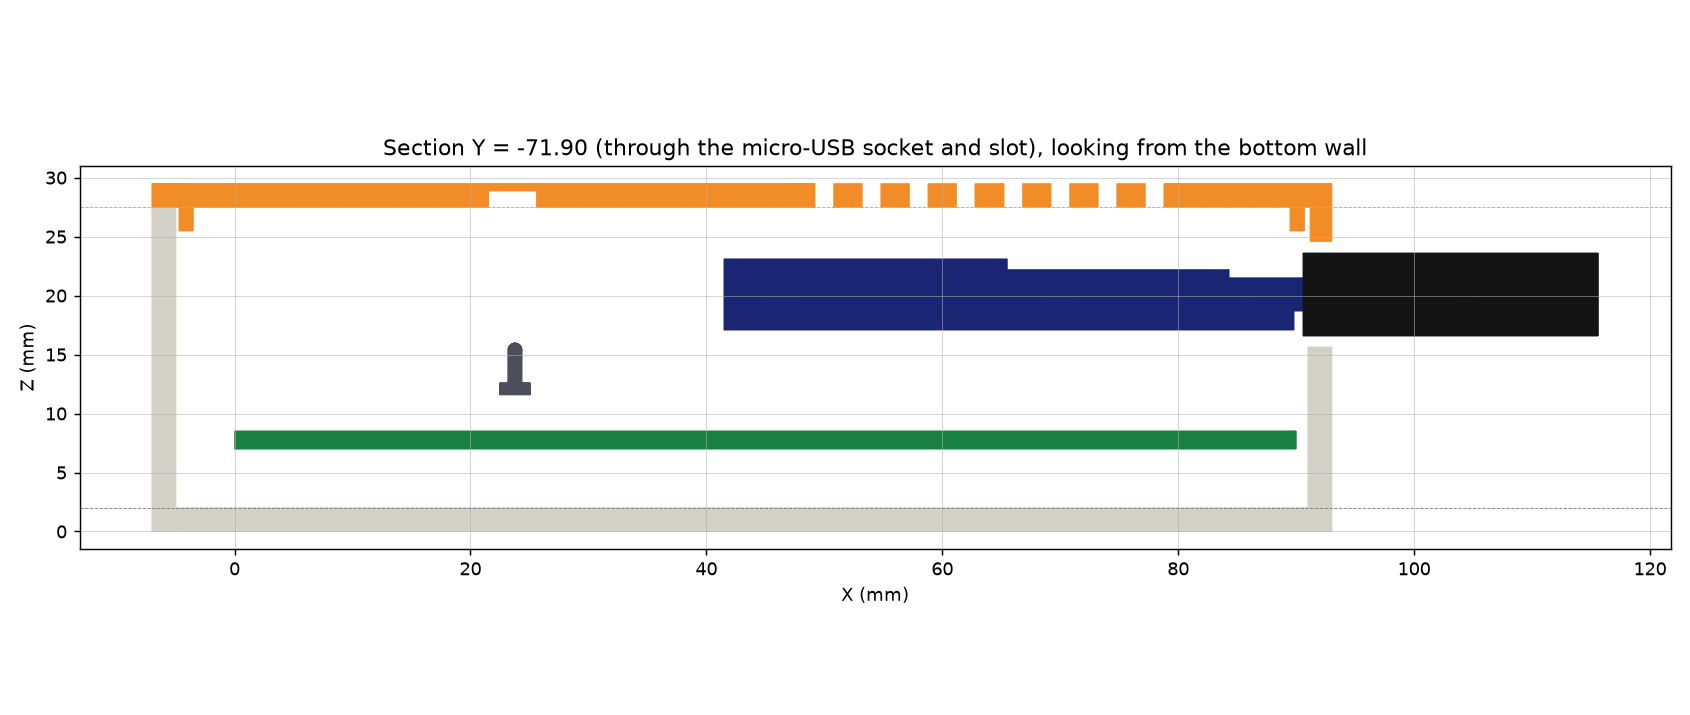 Section Y = -71.90 (through the micro-USB socket and slot), looking from the bottom wall
30
25
20
15
10
5
0
Z (mm)
0 20 40 60 80 100 120
X (mm)